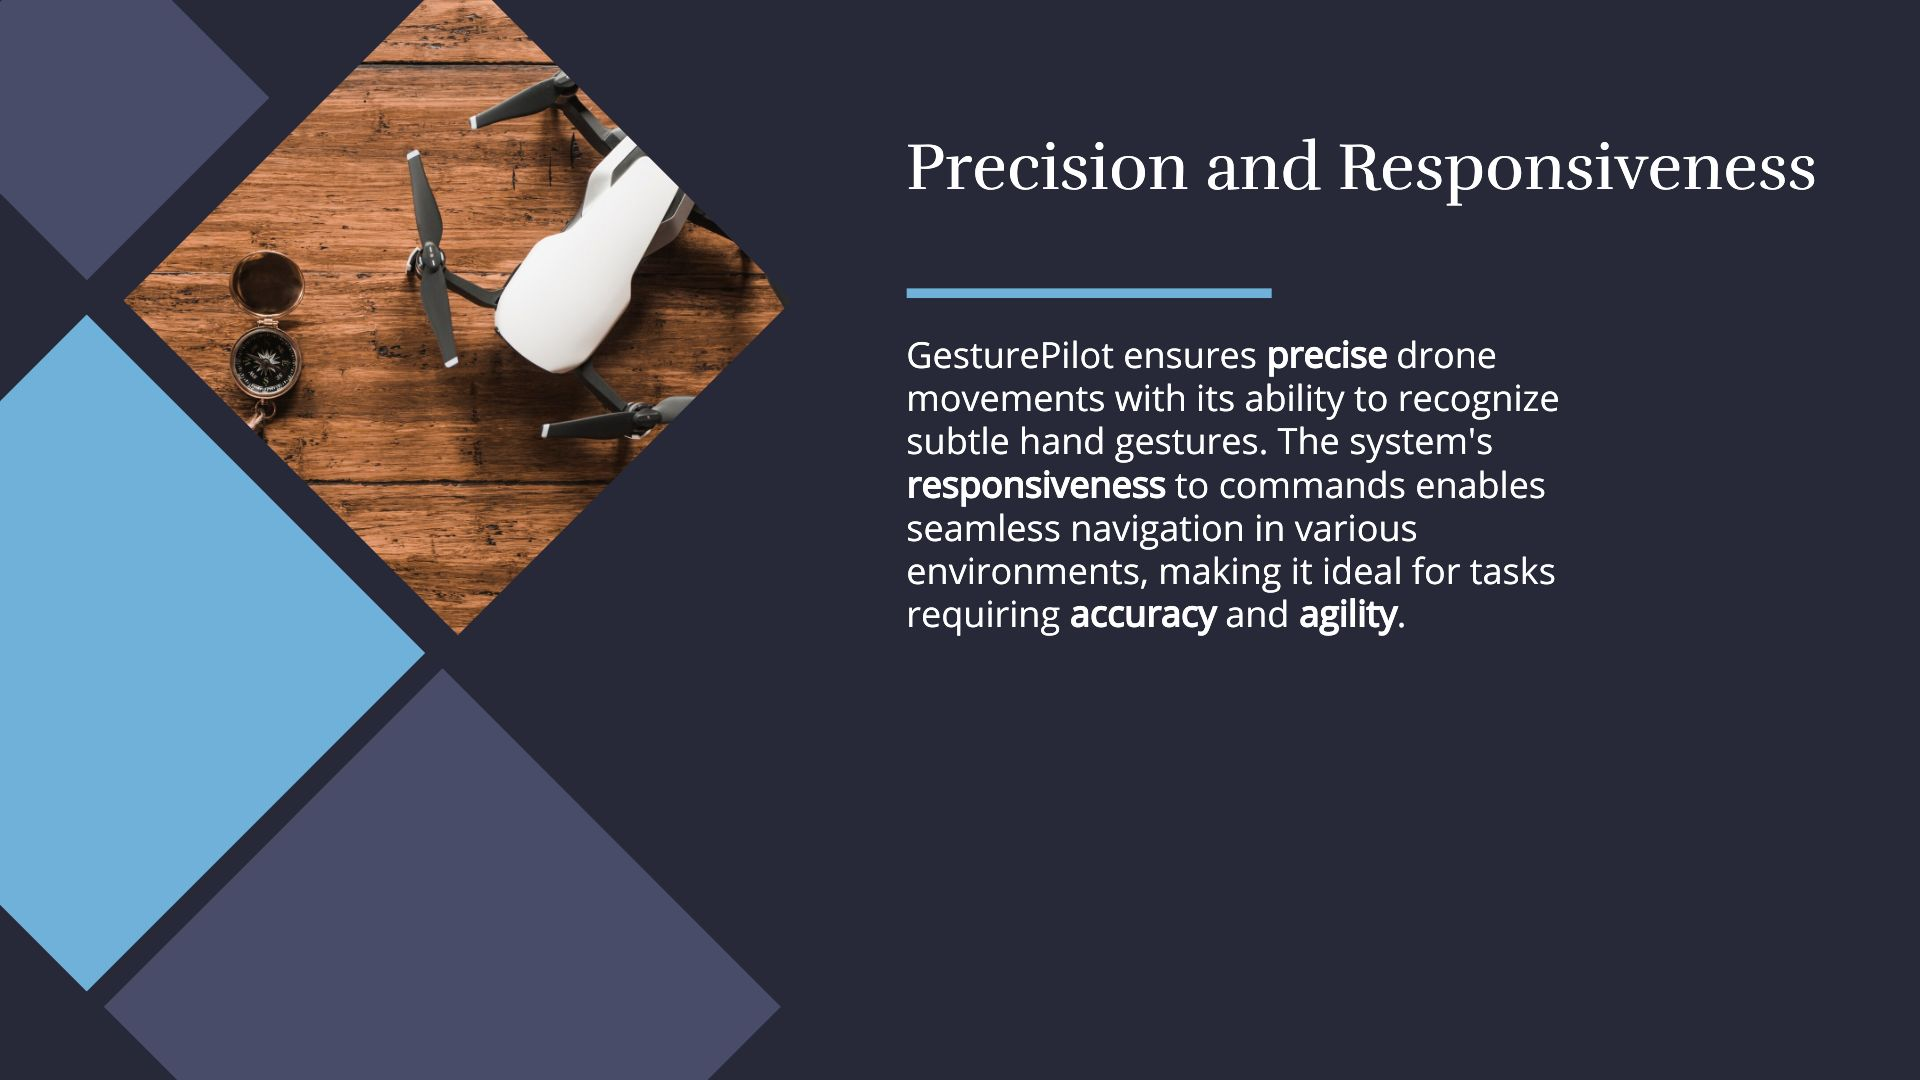 Precision and Responsiveness
GesturePilot ensures precise drone
movements with its ability to recognize
subtle hand gestures. The system's
responsiveness to commands enables
seamless navigation in various
environments, making it ideal for tasks
requiring accuracy and agility.